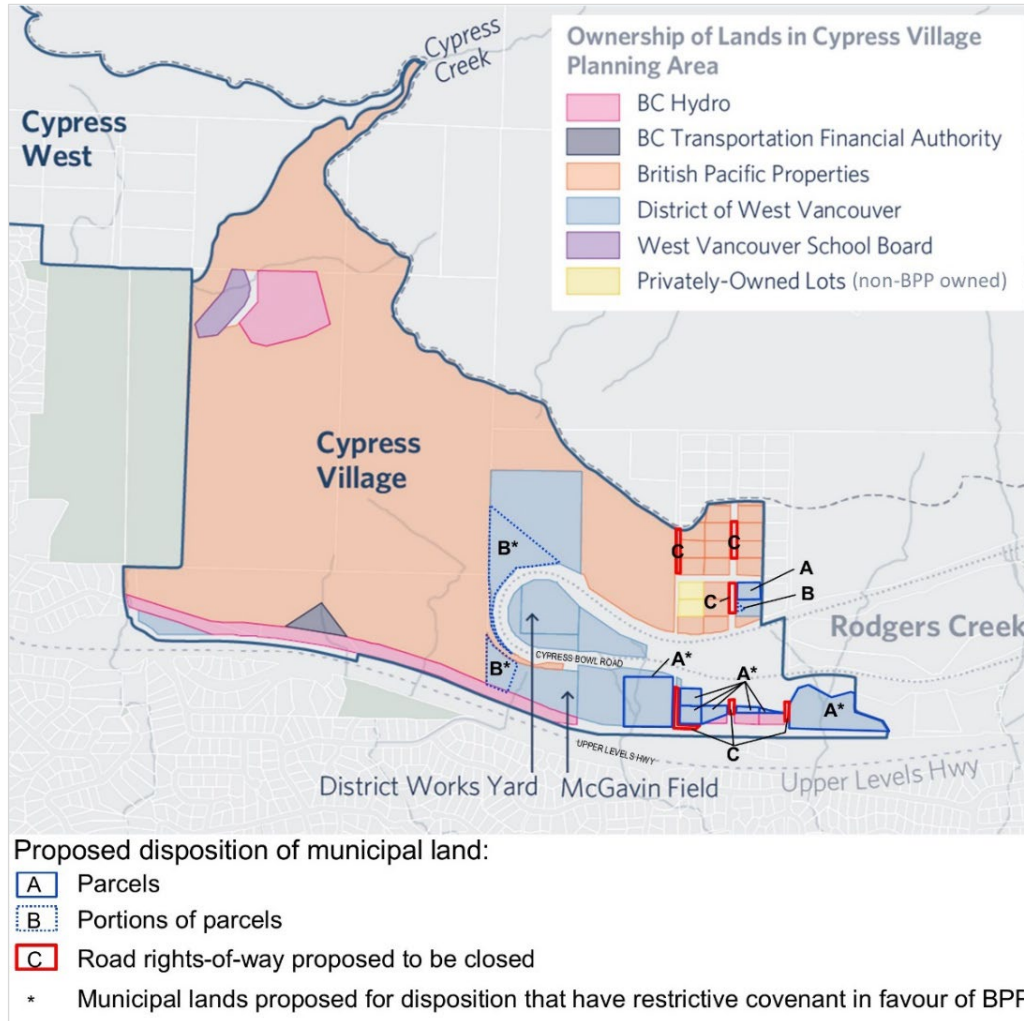 Cypress
Creek
Ownership of Lands in Cypress Village
Planning Area
BC Hydro
BC Transportation Financial Authority
British Pacific Properties
District of West Vancouver
West Vancouver School Board
Privately-Owned Lots (non-BPP owned)
Cypress
West
Cypress
Village
B*
C
C
A
C
B
Rodgers Creek
CYPRESS BOWL ROAD
A*
B*
A*
A*
C
UPPER LEVELS HWY
Upper Levels Hwy
District Works Yard
McGavin Field
Proposed disposition of municipal land:
A Parcels
B Portions of parcels
C Road rights-of-way proposed to be closed
* Municipal lands proposed for disposition that have restrictive covenant in favour of BPP